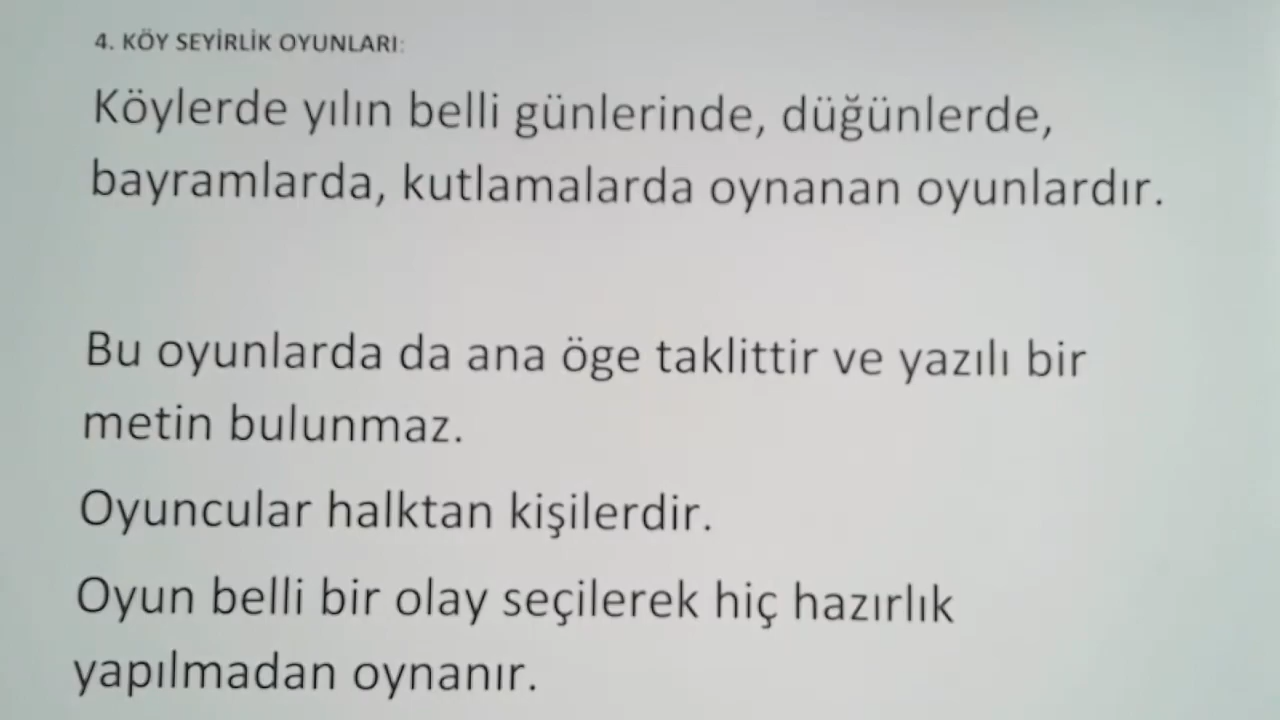 4. KÖY SEYİRLİK OYUNLARI:
Köylerde yılın belli günlerinde, düğünlerde,
bayramlarda, kutlamalarda oynanan oyunlardır.
Bu oyunlarda da ana öge taklittir ve yazılı bir
metin bulunmaz.
Oyuncular halktan kişilerdir.
Oyun belli bir olay seçilerek hiç hazırlık
yapılmadan oynanır.